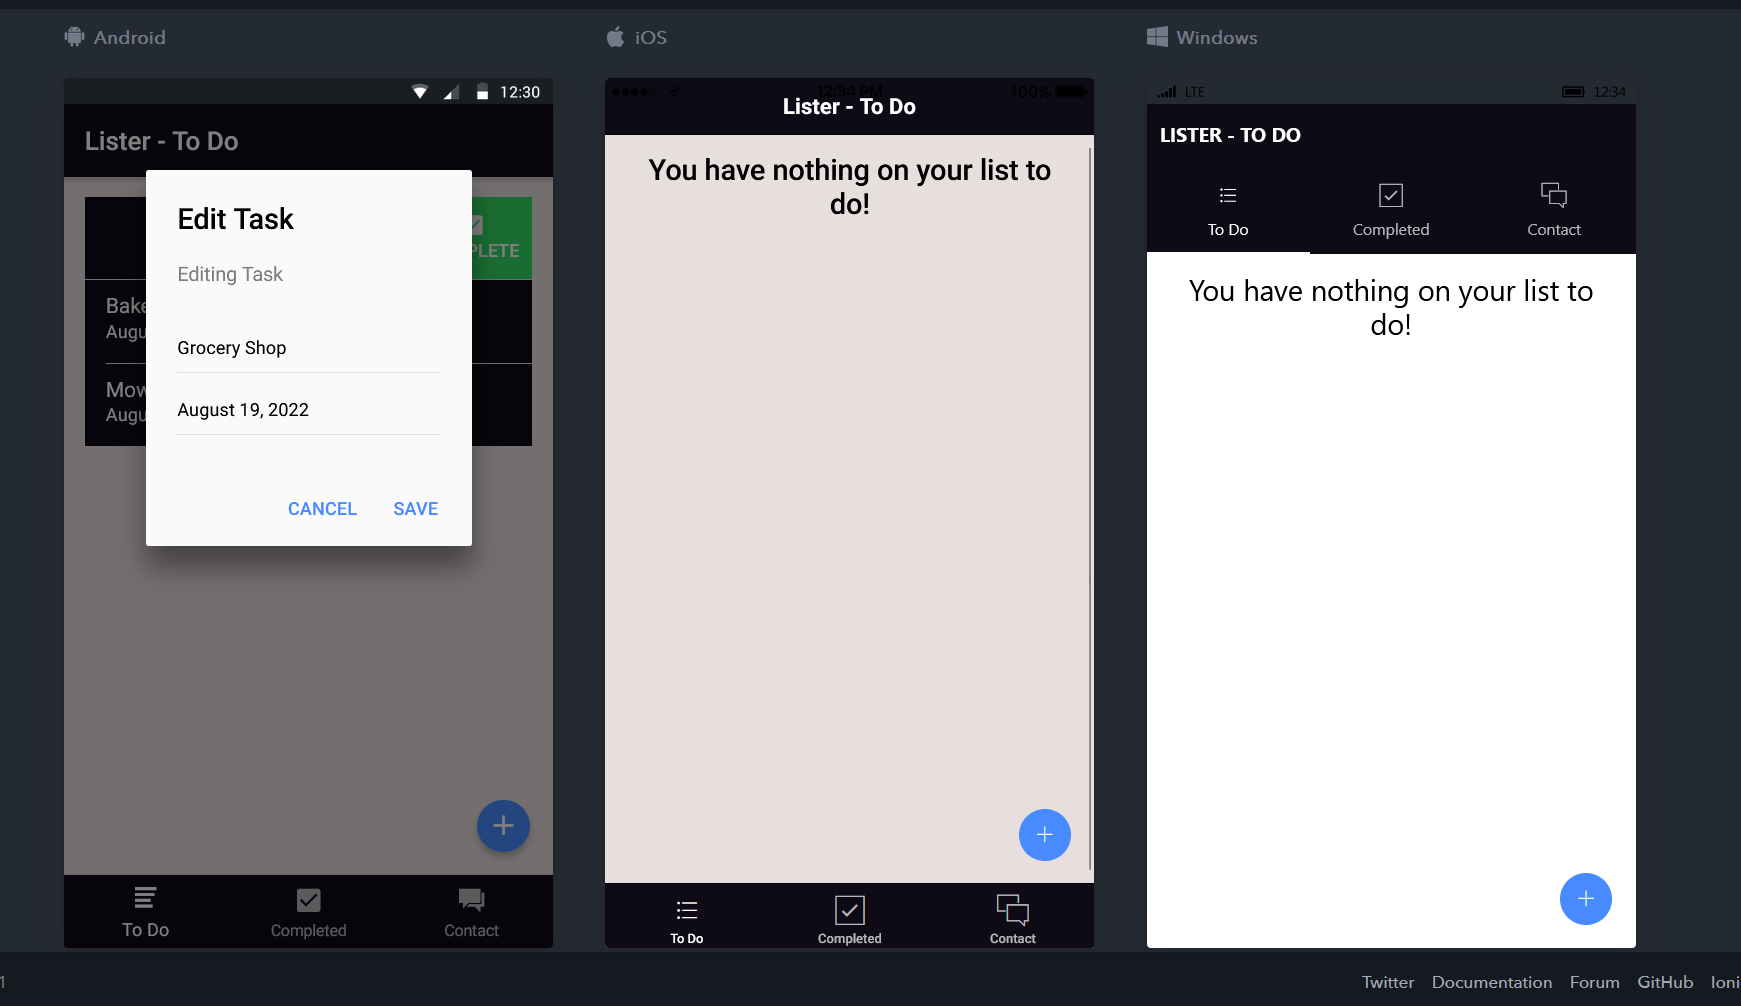 Android
12:30
Lister - To Do
Edit Task
Editing Task
Grocery Shop
August 19, 2022
CANCEL
SAVE
PLETE
Bake
Augu
Mow
Augu
To Do
Completed
Contact
iOS
12:34 PM
100%
Lister - To Do
You have nothing on your list to
do!
To Do
Completed
Contact
Windows
LTE
12:34
LISTER - TO DO
To Do
Completed
Contact
You have nothing on your list to
do!
1
Twitter
Documentation
Forum
GitHub
Ioni